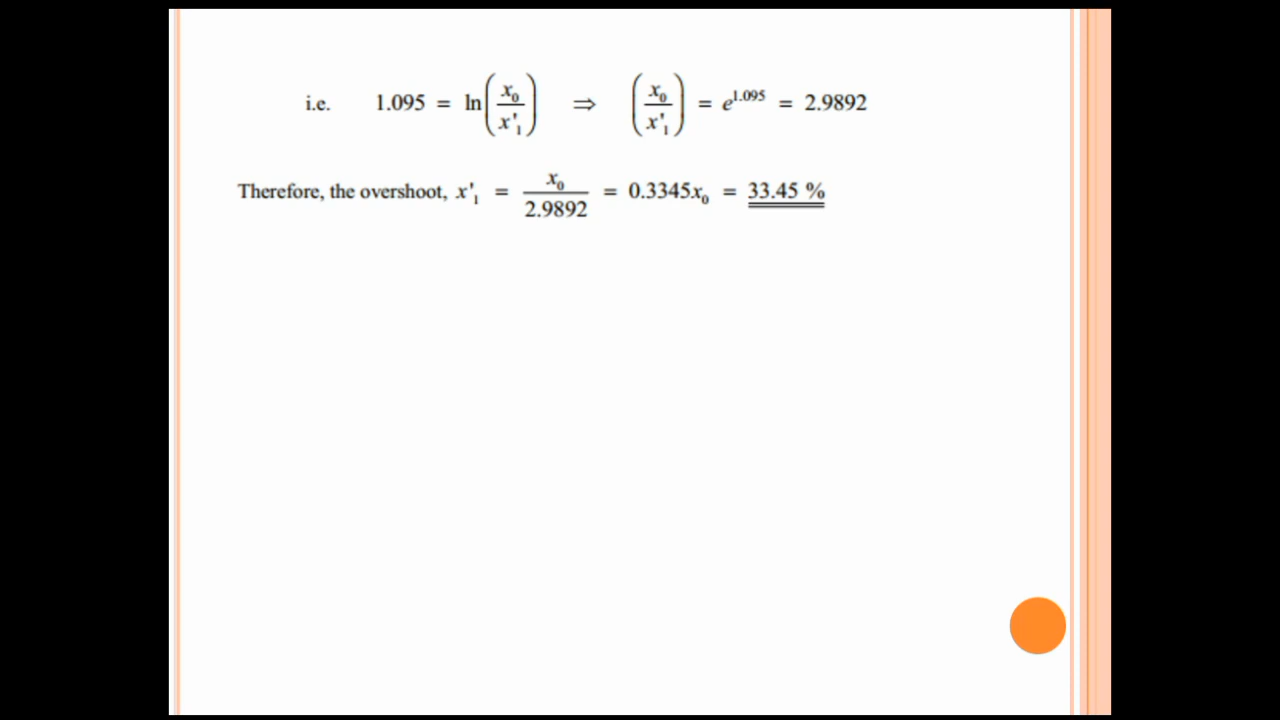 i.e. 1.095 = ln(x₀/x'₁) ⇒ (x₀/x'₁) = e^1.095 = 2.9892
Therefore, the overshoot, x'₁ = x₀/2.9892 = 0.3345x₀ = 33.45 %